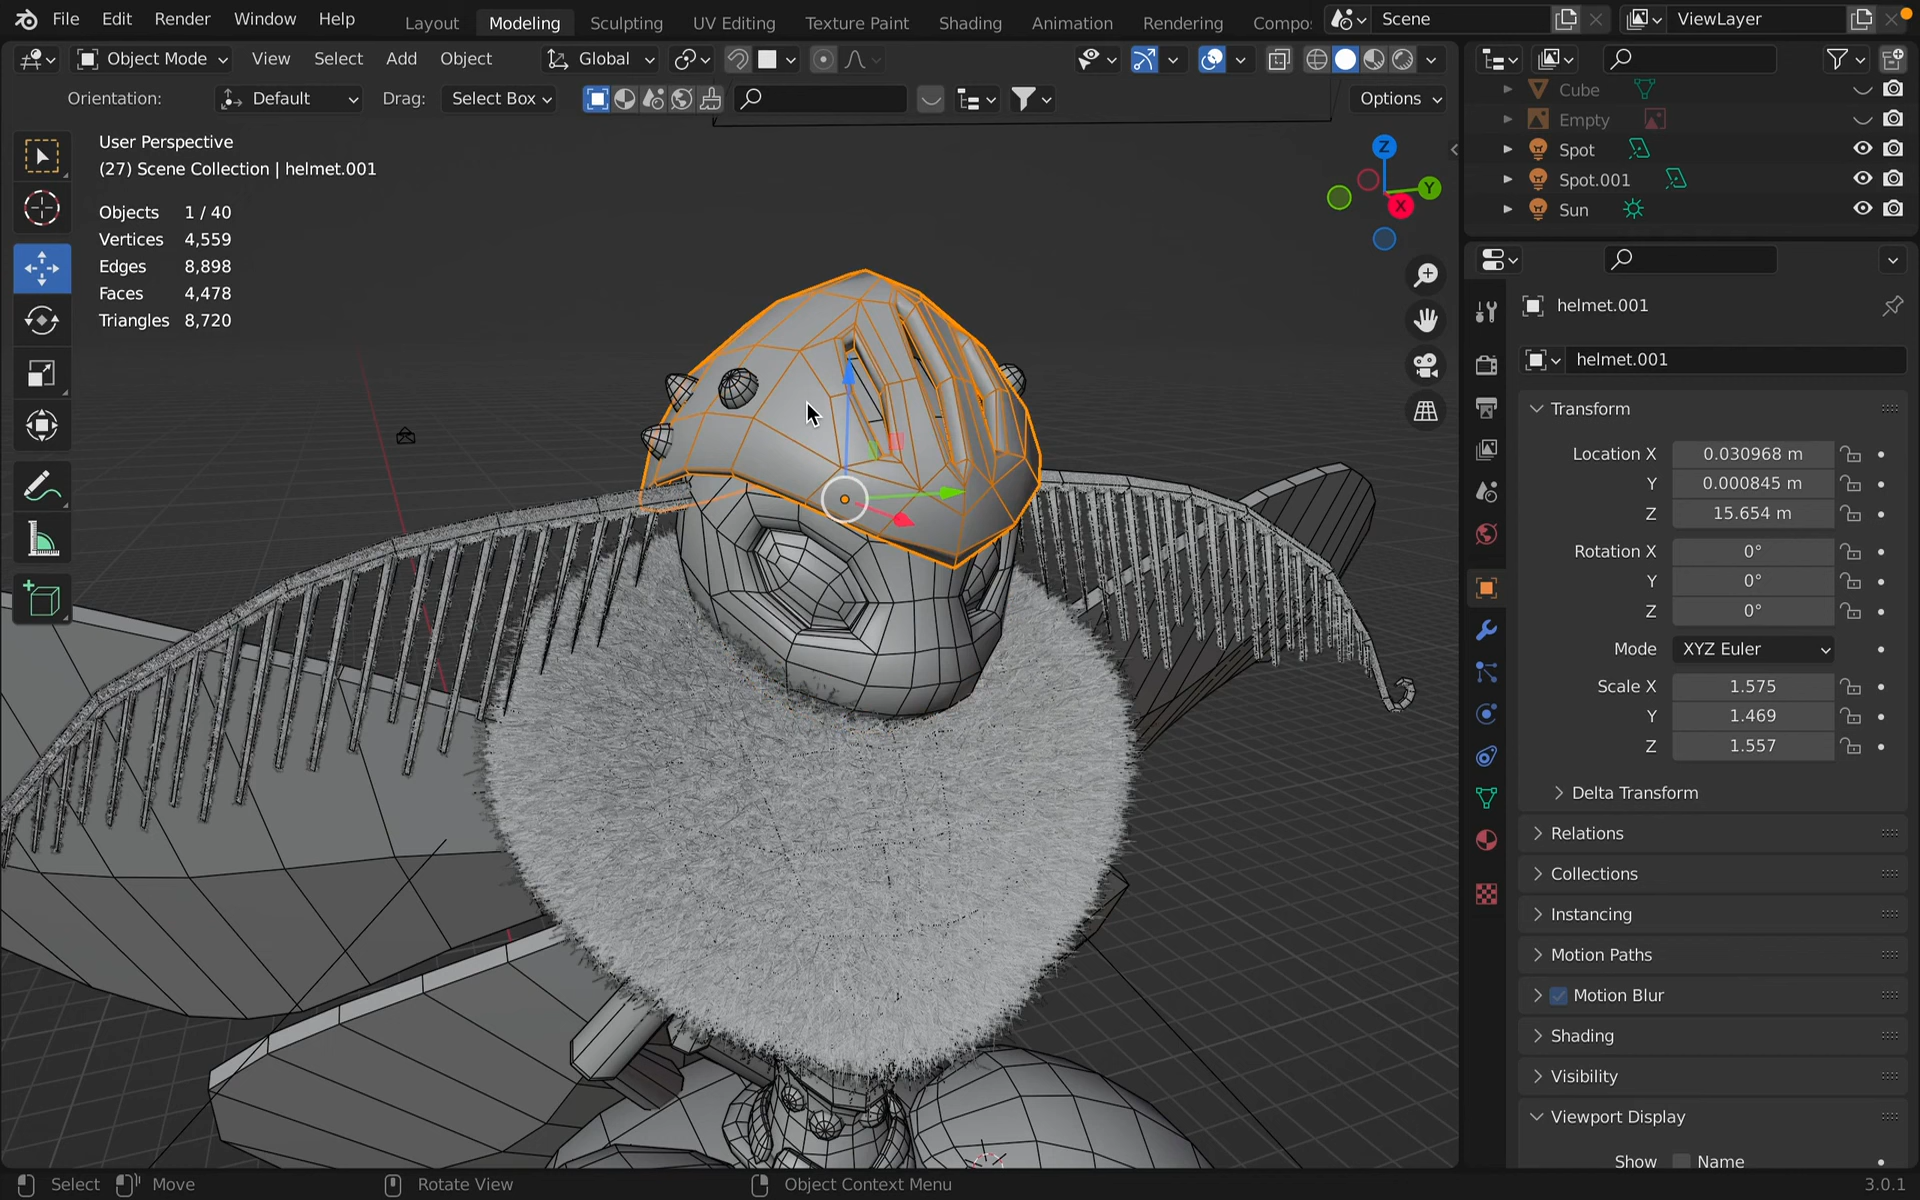 File Edit Render Window Help
Layout Modeling Sculpting UV Editing Texture Paint Shading Animation Rendering Compo
Scene
ViewLayer
Object Mode View Select Add Object Global
Orientation: Default Drag: Select Box
Options
User Perspective
(27) Scene Collection | helmet.001
Objects 1 / 40
Vertices 4,559
Edges 8,898
Faces 4,478
Triangles 8,720
Z
Y
X
Cube
Empty
Spot
Spot.001
Sun
helmet.001
helmet.001
Transform
Location X 0.030968 m
Y 0.000845 m
Z 15.654 m
Rotation X 0°
Y 0°
Z 0°
Mode XYZ Euler
Scale X 1.575
Y 1.469
Z 1.557
Delta Transform
Relations
Collections
Instancing
Motion Paths
Motion Blur
Shading
Visibility
Viewport Display
Show Name
Select Move Rotate View Object Context Menu 3.0.1